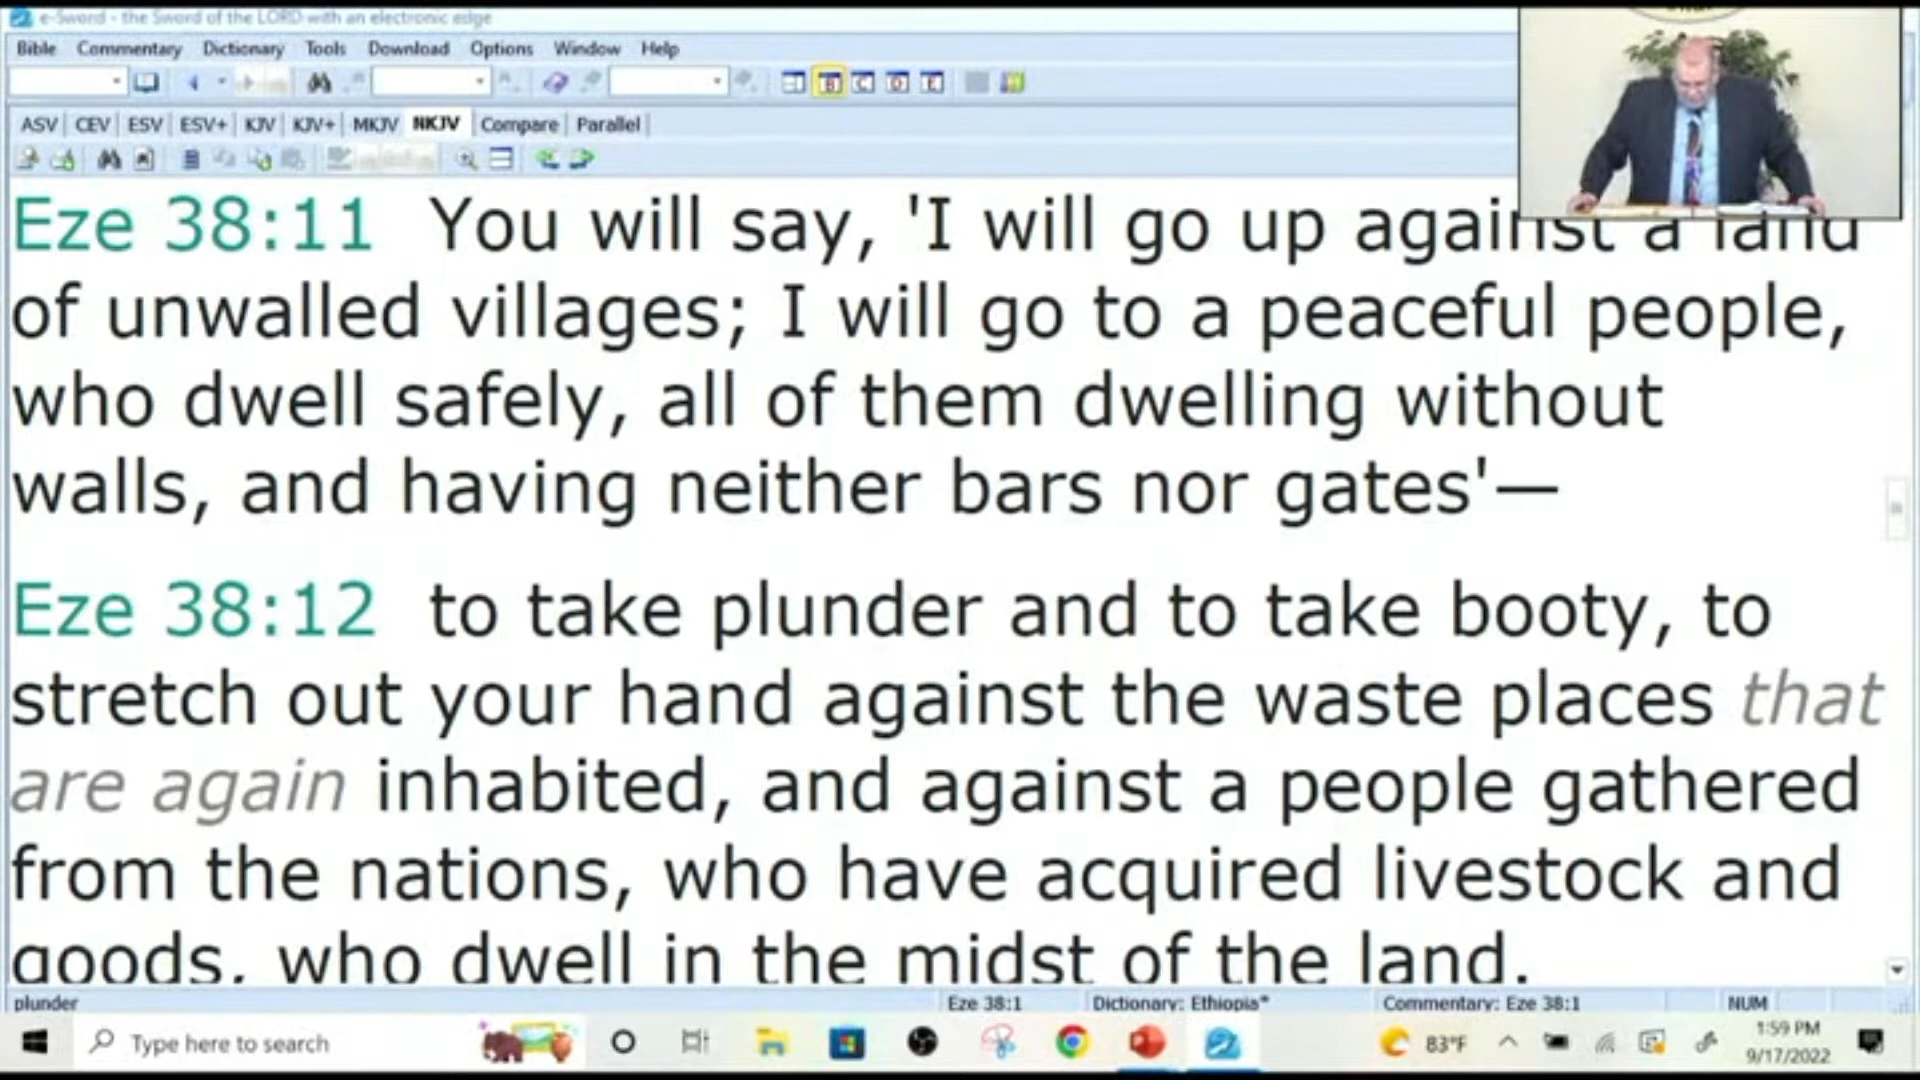 e-Sword - the Sword of the LORD with an electronic edge
Bible Commentary Dictionary Tools Download Options Window Help
ASV CEV ESV ESV+ KJV KJV+ MKJV NKJV Compare Parallel
Eze 38:11 You will say, 'I will go up against a land
of unwalled villages; I will go to a peaceful people,
who dwell safely, all of them dwelling without
walls, and having neither bars nor gates'—
Eze 38:12 to take plunder and to take booty, to
stretch out your hand against the waste places that
are again inhabited, and against a people gathered
from the nations, who have acquired livestock and
goods, who dwell in the midst of the land.
plunder Eze 38:1 Dictionary: Ethiopia* Commentary: Eze 38:1 NUM
Type here to search 83°F 1:59 PM
9/17/2022